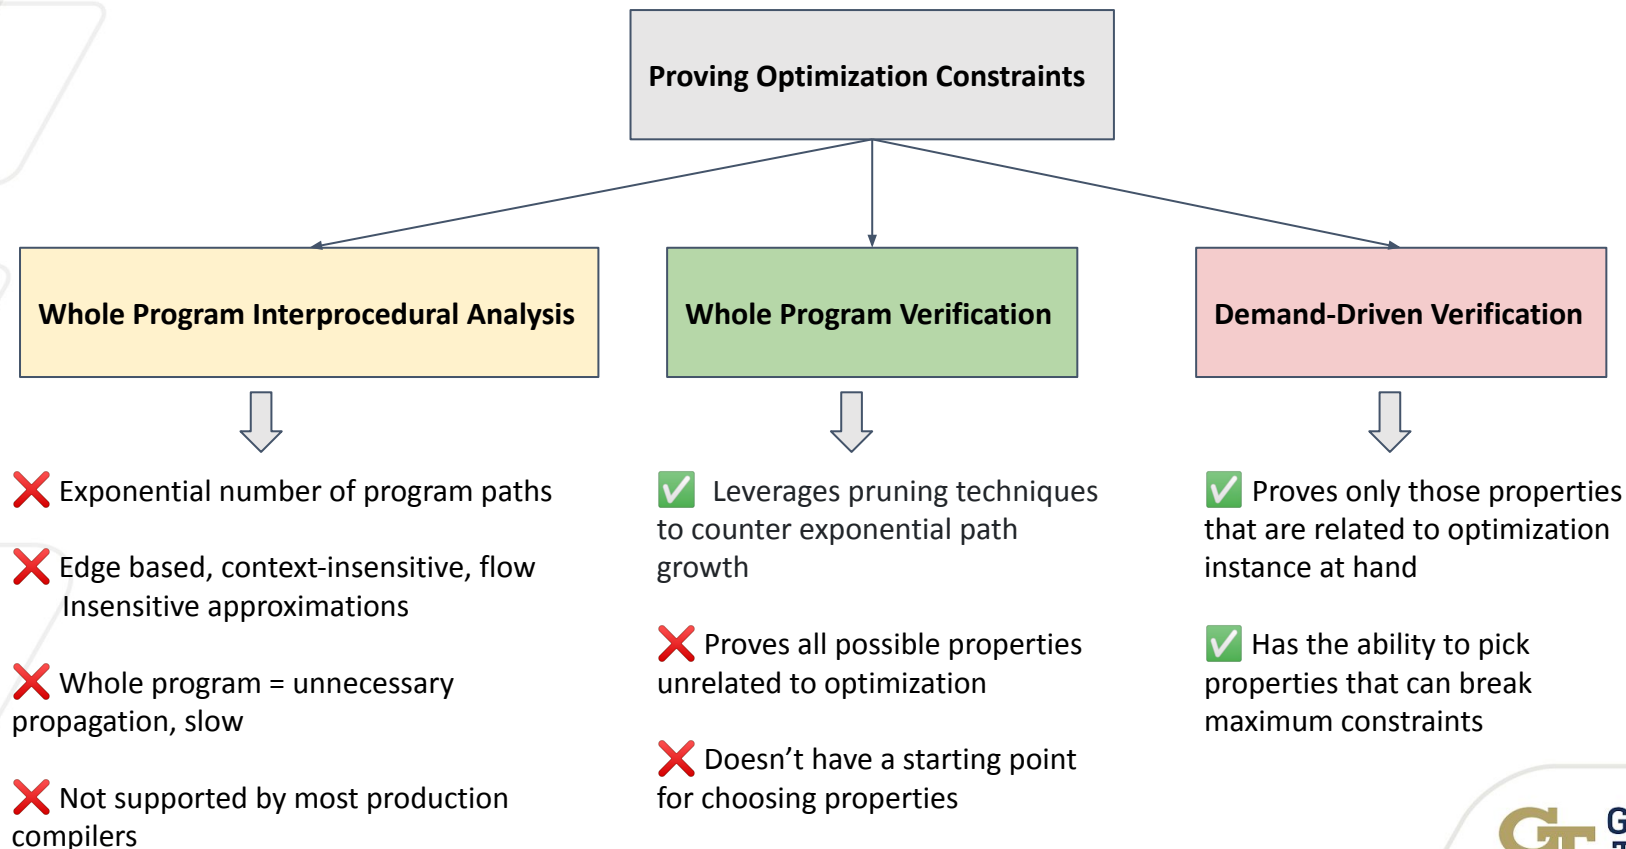 Proving Optimization Constraints
Whole Program Interprocedural Analysis
Whole Program Verification
Demand-Driven Verification
❌ Exponential number of program paths
❌ Edge based, context-insensitive, flow
Insensitive approximations
❌ Whole program = unnecessary
propagation, slow
❌ Not supported by most production
compilers
✅ Leverages pruning techniques
to counter exponential path
growth
❌ Proves all possible properties
unrelated to optimization
❌ Doesn’t have a starting point
for choosing properties
✅ Proves only those properties
that are related to optimization
instance at hand
✅ Has the ability to pick
properties that can break
maximum constraints
GT